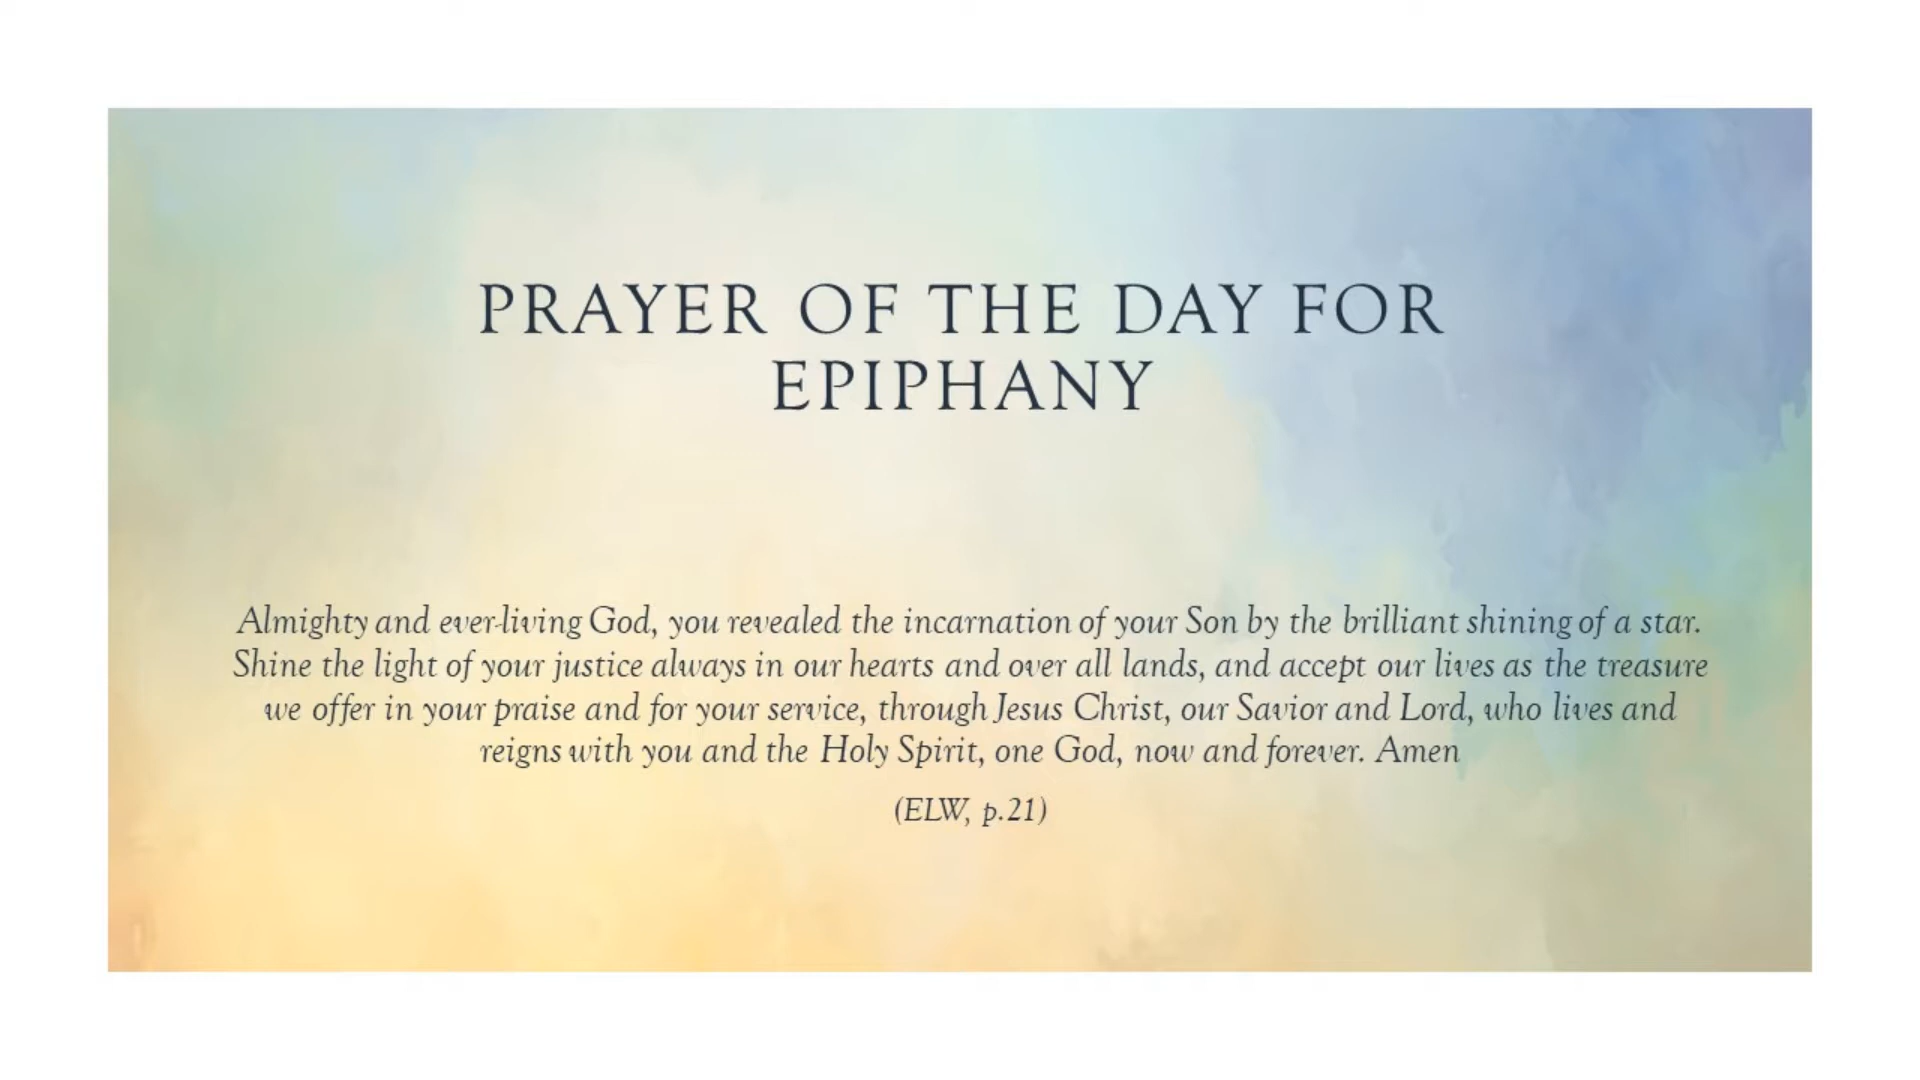 PRAYER OF THE DAY FOR
EPIPHANY
Almighty and ever-living God, you revealed the incarnation of your Son by the brilliant shining of a star.
Shine the light of your justice always in our hearts and over all lands, and accept our lives as the treasure
we offer in your praise and for your service, through Jesus Christ, our Savior and Lord, who lives and
reigns with you and the Holy Spirit, one God, now and forever. Amen
(ELW, p.21)